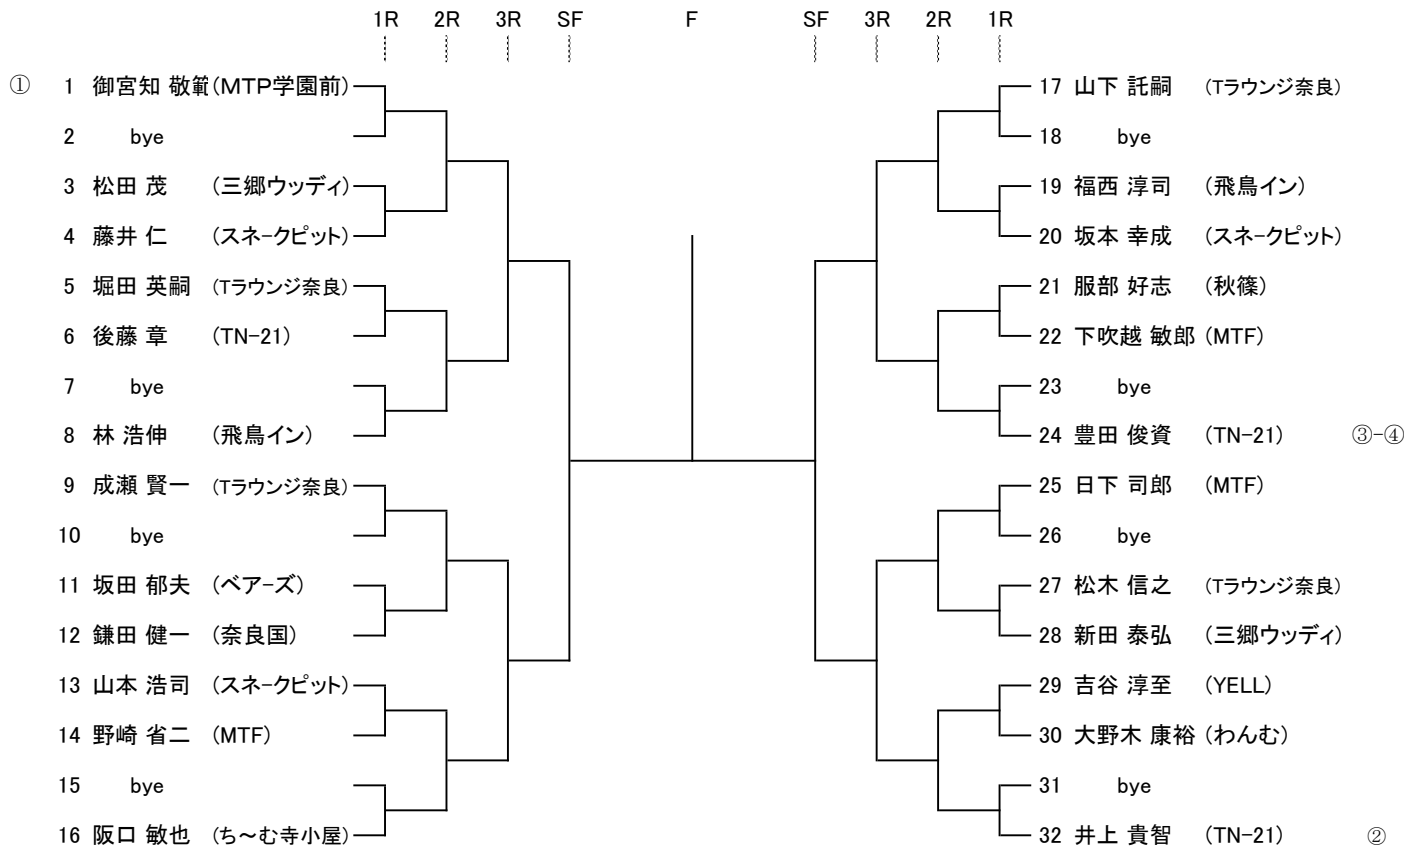 1R 2R 3R SF F SF 3R 2R 1R
① 1 御宮知 敬範(MTP学園前)
2 bye
3 松田 茂 (三郷ウッディ)
4 藤井 仁 (スネ-クピット)
5 堀田 英嗣 (Tラウンジ奈良)
6 後藤 章 (TN-21)
7 bye
8 林 浩伸 (飛鳥イン)
9 成瀬 賢一 (Tラウンジ奈良)
10 bye
11 坂田 郁夫 (ベア-ズ)
12 鎌田 健一 (奈良国)
13 山本 浩司 (スネ-クピット)
14 野崎 省二 (MTF)
15 bye
16 阪口 敏也 (ち～む寺小屋)
17 山下 託嗣 (Tラウンジ奈良)
18 bye
19 福西 淳司 (飛鳥イン)
20 坂本 幸成 (スネ-クピット)
21 服部 好志 (秋篠)
22 下吹越 敏郎 (MTF)
23 bye
24 豊田 俊資 (TN-21) ③-④
25 日下 司郎 (MTF)
26 bye
27 松木 信之 (Tラウンジ奈良)
28 新田 泰弘 (三郷ウッディ)
29 吉谷 淳至 (YELL)
30 大野木 康裕 (わんむ)
31 bye
32 井上 貴智 (TN-21) ②